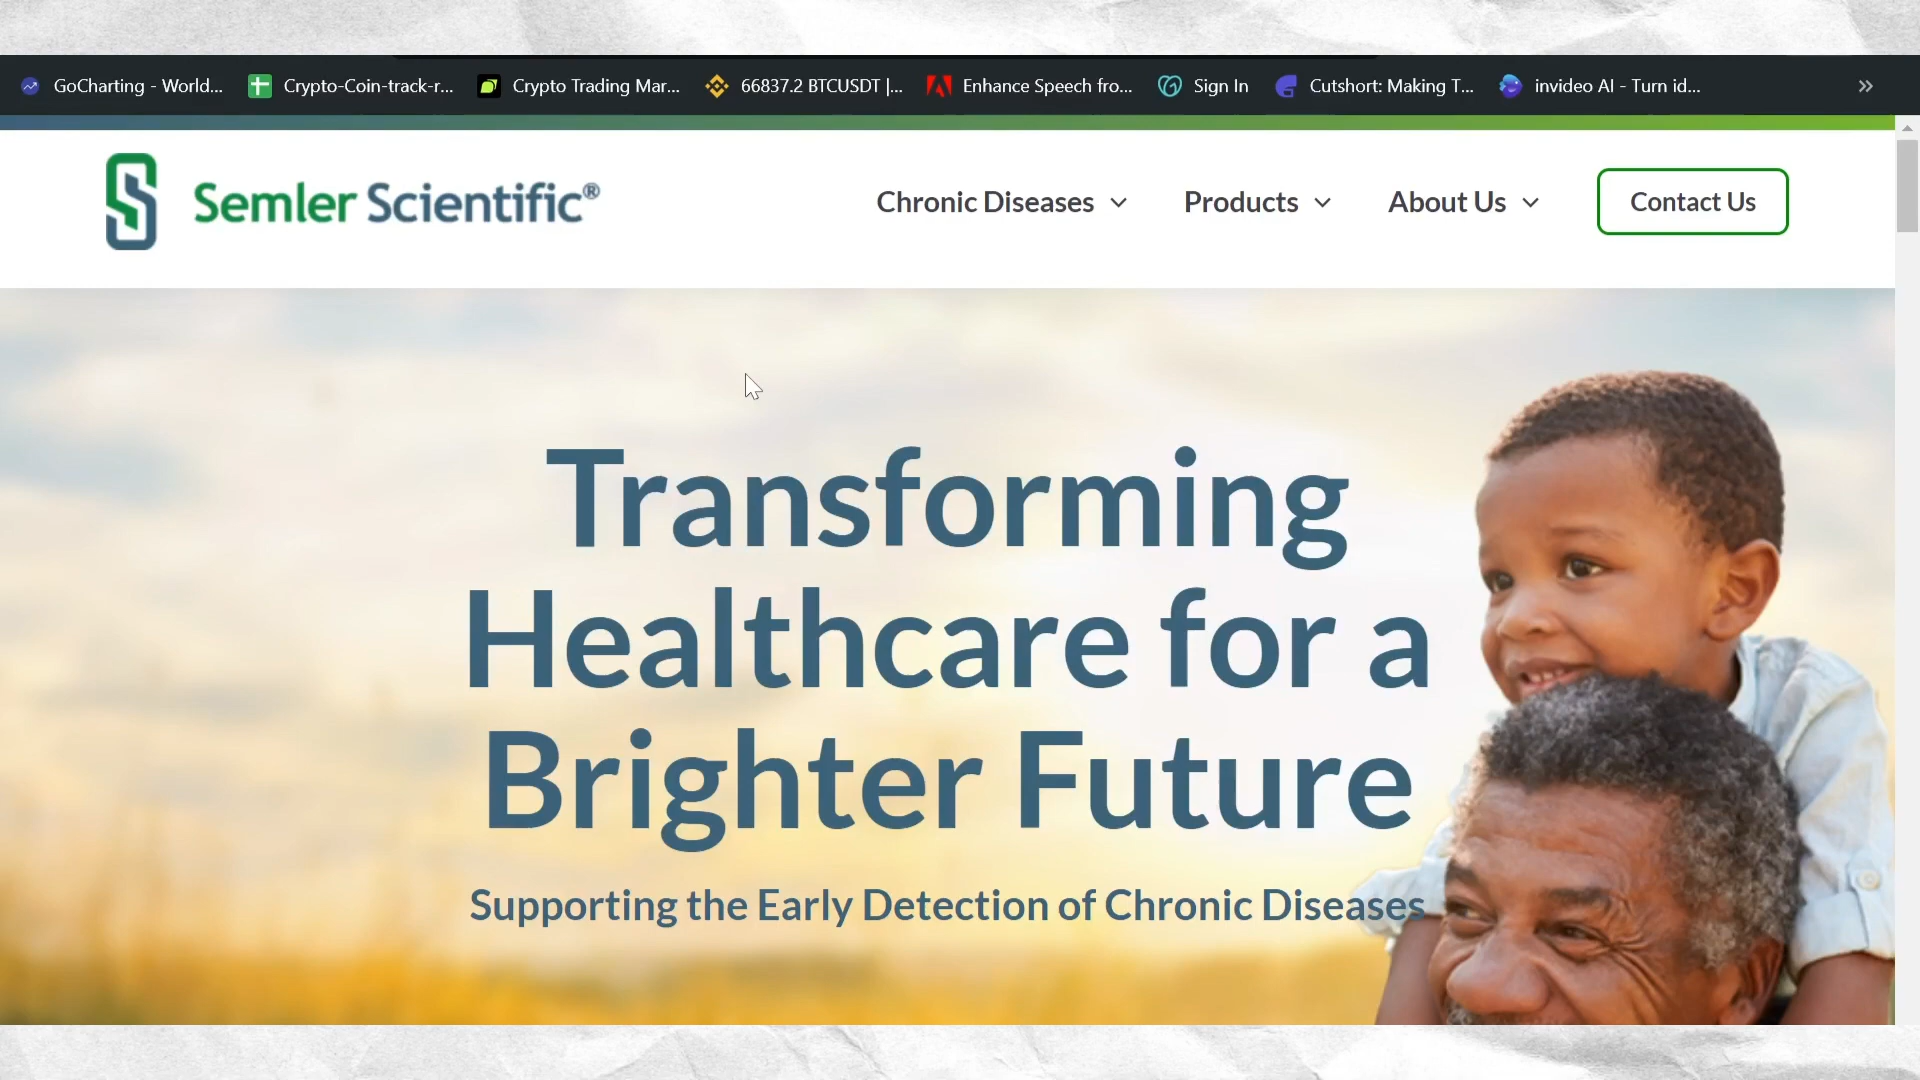 GoCharting - World...
Crypto-Coin-track-r...
Crypto Trading Mar...
66837.2 BTCUSDT |...
Enhance Speech fro...
Sign In
Cutshort: Making T...
invideo AI - Turn id...
Semler Scientific®
Chronic Diseases
Products
About Us
Contact Us
Transforming
Healthcare for a
Brighter Future
Supporting the Early Detection of Chronic Diseases